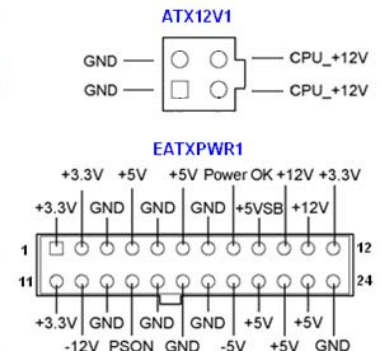 ATX12V1
GND CPU_+12V
GND CPU_+12V
EATXPWR1
+3.3V +5V +5V Power OK +12V +3.3V
+3.3V GND GND GND +5VSB +12V
1 12
11 24
+3.3V GND GND GND +5V +5V
-12V PSON GND -5V +5V GND